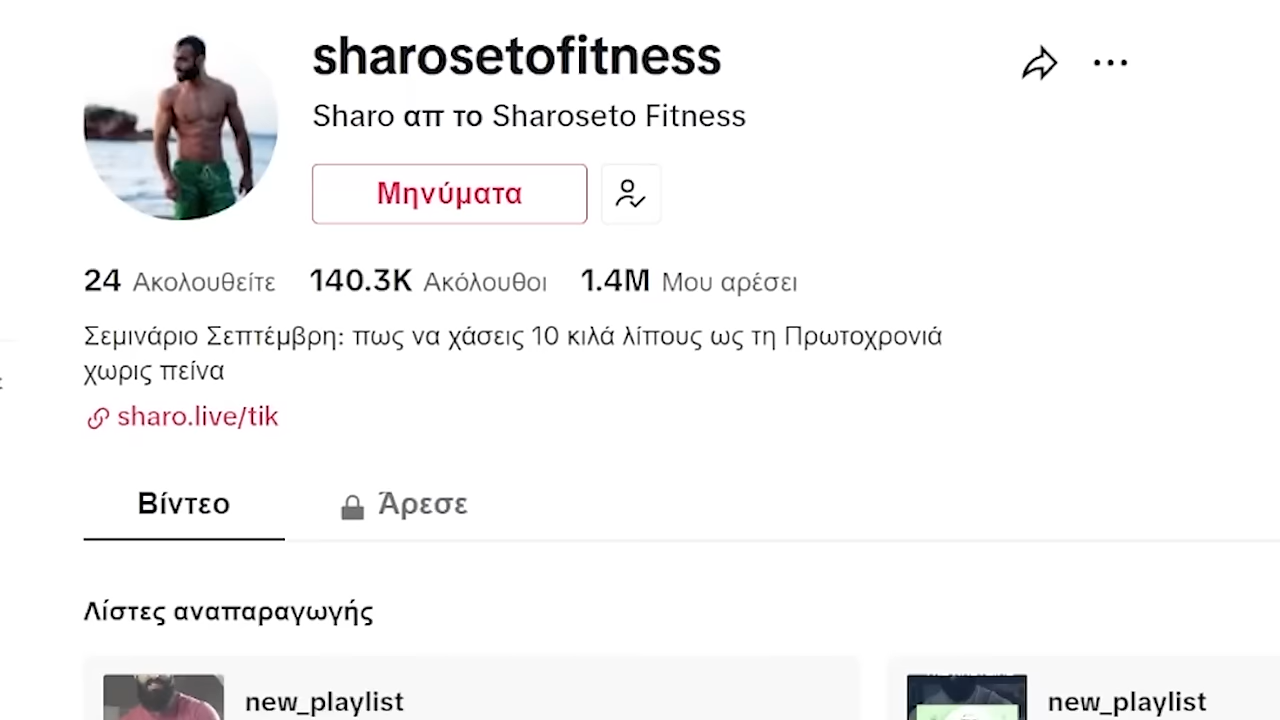 sharosetofitness
Sharo απ το Sharoseto Fitness
Μηνύματα
24 Ακολουθείτε 140.3K Ακόλουθοι 1.4M Μου αρέσει
Σεμινάριο Σεπτέμβρη: πως να χάσεις 10 κιλά λίπους ως τη Πρωτοχρονιά
χωρις πείνα
sharo.live/tik
Βίντεο Άρεσε
Λίστες αναπαραγωγής
new_playlist new_playlist